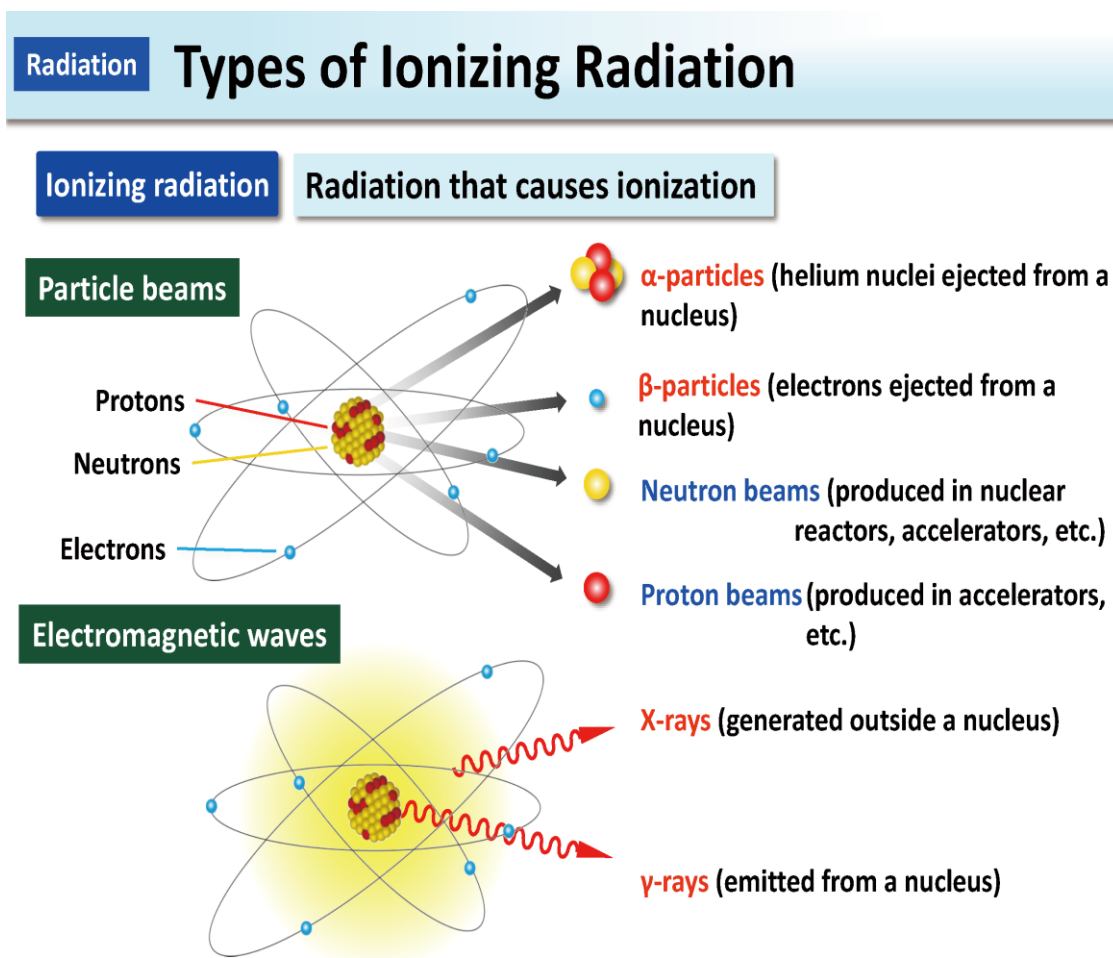 Radiation
Types of Ionizing Radiation
Ionizing radiation
Radiation that causes ionization
Particle beams
Protons
Neutrons
Electrons
α-particles (helium nuclei ejected from a
nucleus)
β-particles (electrons ejected from a
nucleus)
Neutron beams (produced in nuclear
reactors, accelerators, etc.)
Proton beams (produced in accelerators,
etc.)
Electromagnetic waves
X-rays (generated outside a nucleus)
γ-rays (emitted from a nucleus)